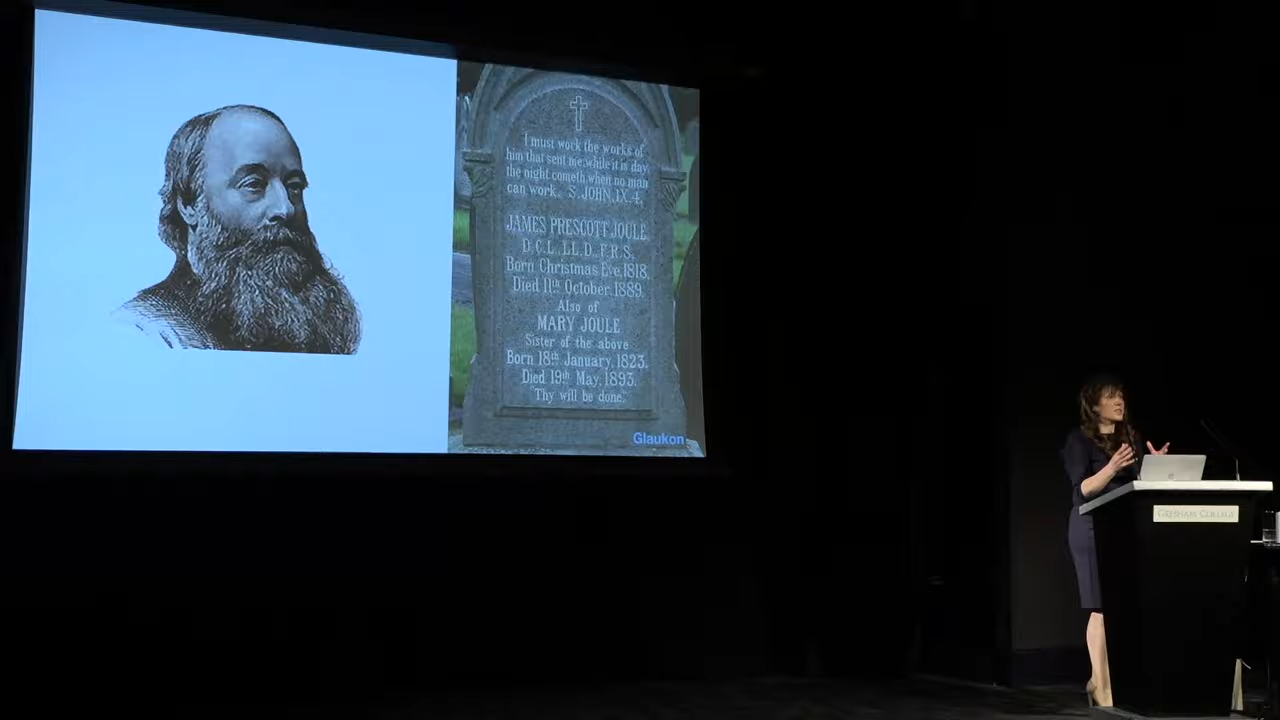 "I must work the works of
him that sent me, while it is day
the night cometh when no man
can work. S. JOHN, IX. 4.
JAMES PRESCOTT JOULE
D.C.L., LL.D., F.R.S.
Born Christmas Eve, 1818,
Died 11th October, 1889.
Also of
MARY JOULE
Sister of the above
Born 18th January, 1823.
Died 19th May, 1893.
"Thy will be done."
Glaukon
GRESHAM COLLEGE